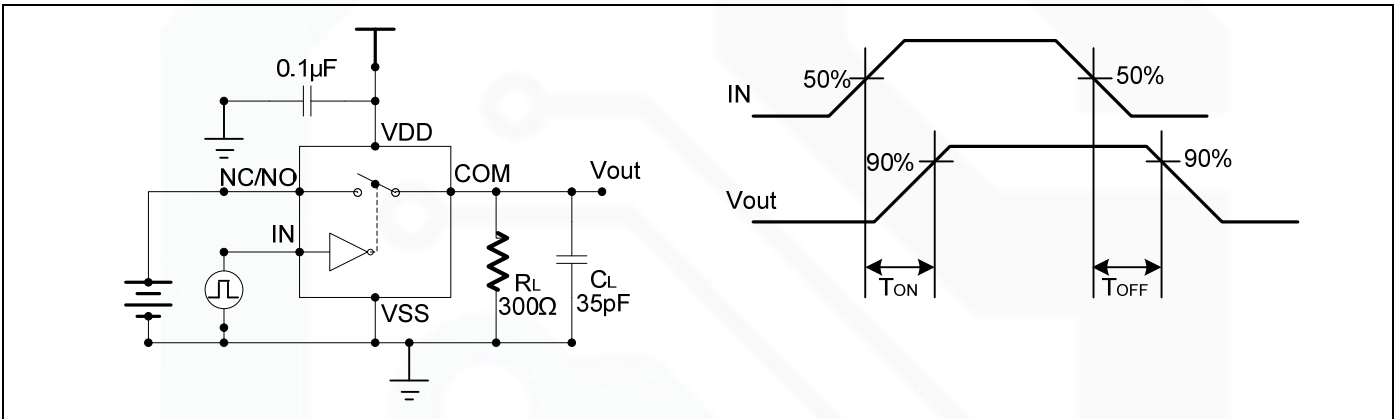 0.1µF
VDD
NC/NO
COM
Vout
IN
RL
300Ω
CL
35pF
VSS
IN
50%
50%
90%
90%
Vout
TON
TOFF